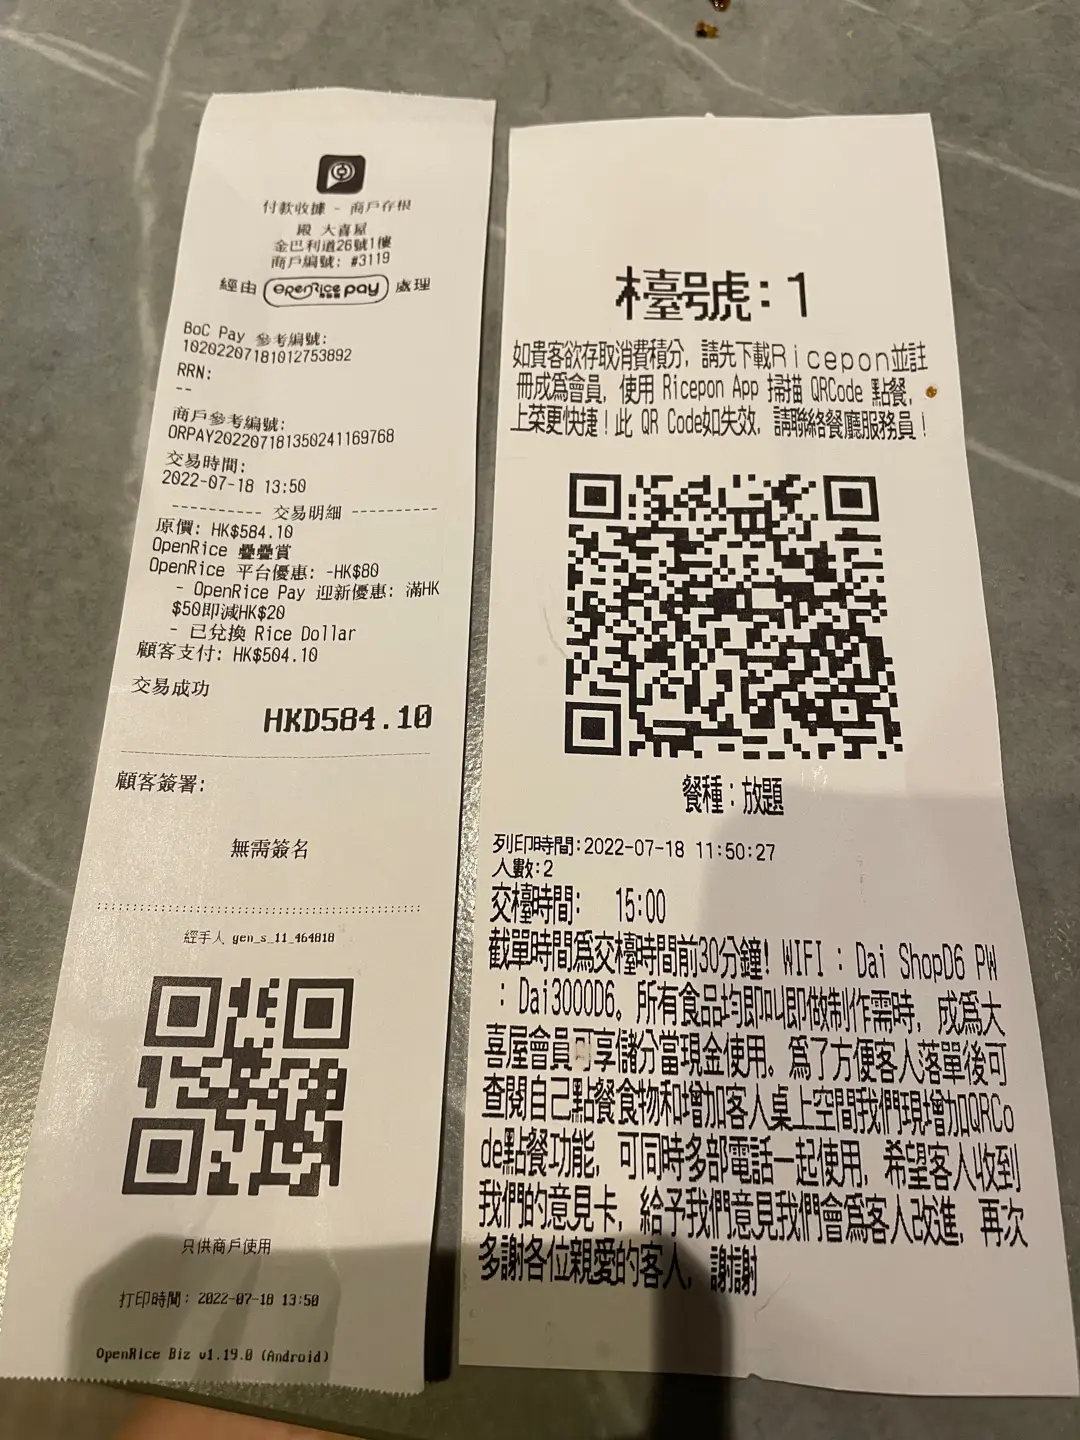 付款收據 - 商戶存根
殿 大喜屋
金巴利道26號1樓
商戶編號: #3119
經由 OpenRice pay 處理
BoC Pay 參考編號:
10202207181012753892
RRN:
--
商戶參考編號:
ORPAY202207181350241169768
交易時間:
2022-07-18 13:50
---------- 交易明細 ----------
原價: HK$584.10
OpenRice 疊疊賞
OpenRice 平台優惠: -HK$80
- OpenRice Pay 迎新優惠: 滿HK
$50即減HK$20
- 已兌換 Rice Dollar
顧客支付: HK$504.10
交易成功
HKD584.10
顧客簽署:
無需簽名
經手人 gen_s_11_464818
只供商戶使用
打印時間: 2022-07-18 13:50
OpenRice Biz v1.19.0 (Android)
檯號: 1
如貴客欲存取消費積分, 請先下載Ricepon並註
冊成為會員, 使用 Ricepon App 掃描 QRCode 點餐,
上菜更快捷!此 QR Code如失效, 請聯絡餐廳服務員!
餐種: 放題
列印時間:2022-07-18 11:50:27
人數:2
交檯時間: 15:00
截單時間為交檯時間前30分鐘! WIFI : Dai ShopD6 PW
: Dai3000D6。所有食品均即叫即做制作需時, 成為大
喜屋會員可享儲分當現金使用。為了方便客人落單後可
查閱自己點餐食物和增加客人桌上空間我們現增加QRCo
de點餐功能, 可同時多部電話一起使用, 希望客人收到
我們的意見卡, 給予我們意見我們會為客人改進, 再次
多謝各位親愛的客人, 謝謝